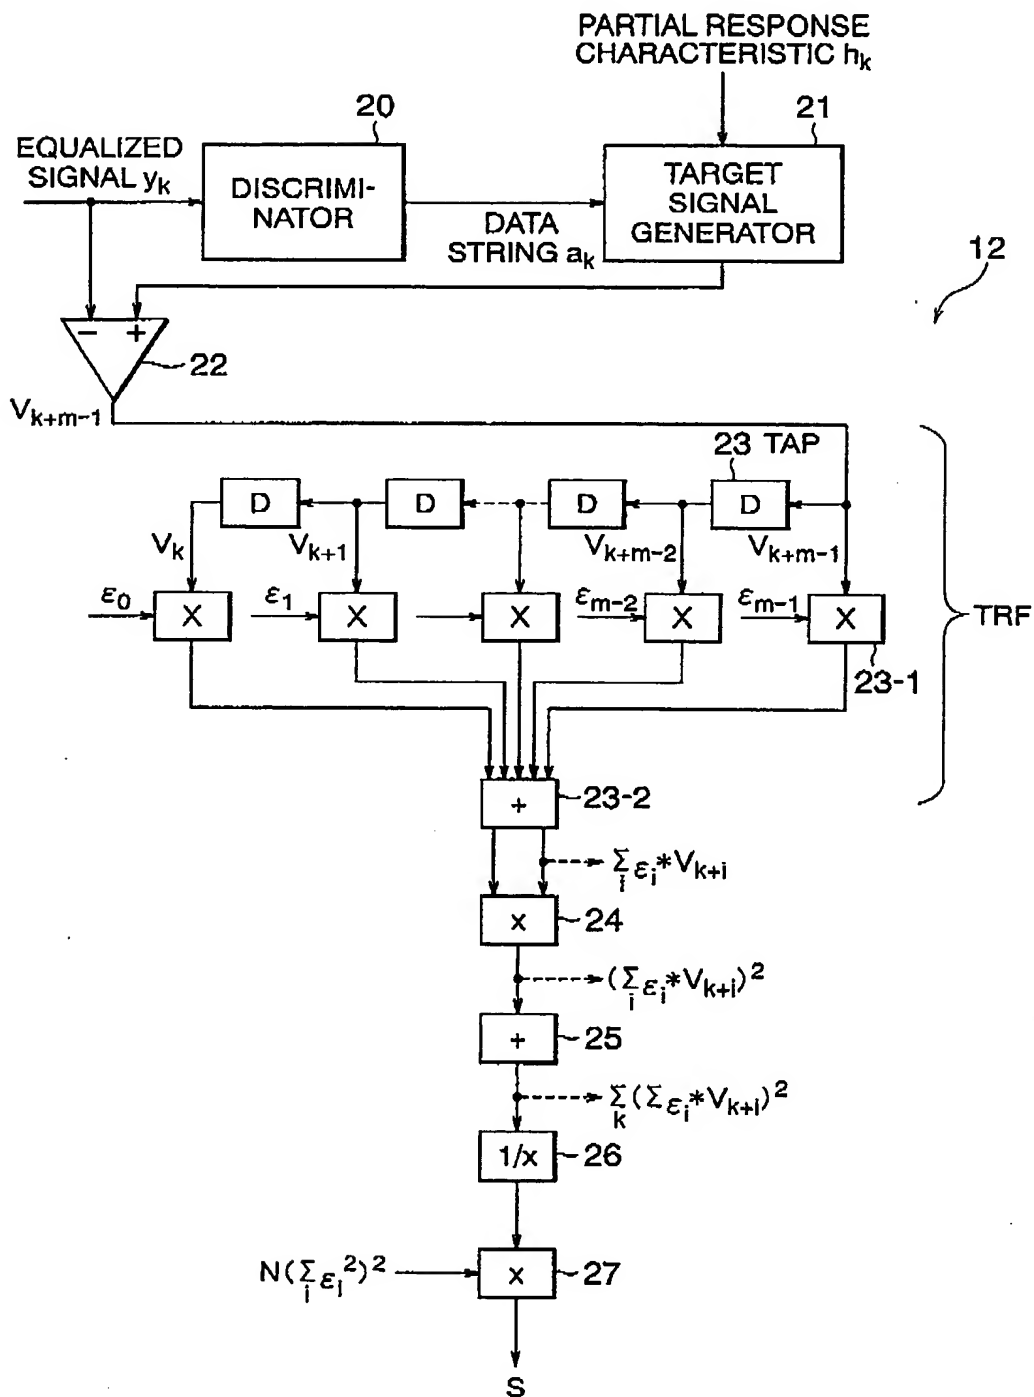 PARTIAL RESPONSE
CHARACTERISTIC hₖ
20
21
EQUALIZED
SIGNAL yₖ
DISCRIMI-
NATOR
TARGET
SIGNAL
GENERATOR
DATA
STRING aₖ
12
− +
22
Vₖ₊ₘ₋₁
23 TAP
D D D D
Vₖ Vₖ₊₁ Vₖ₊ₘ₋₂ Vₖ₊ₘ₋₁
ε₀ X ε₁ X X εₘ₋₂ X εₘ₋₁ X
TRF
23-1
+ 23-2
Σᵢ εᵢ*Vₖ₊ᵢ
X 24
(Σᵢ εᵢ*Vₖ₊ᵢ)²
+ 25
Σₖ(Σ εᵢ*Vₖ₊ᵢ)²
1/x 26
N(Σᵢ εᵢ²)² X 27
S